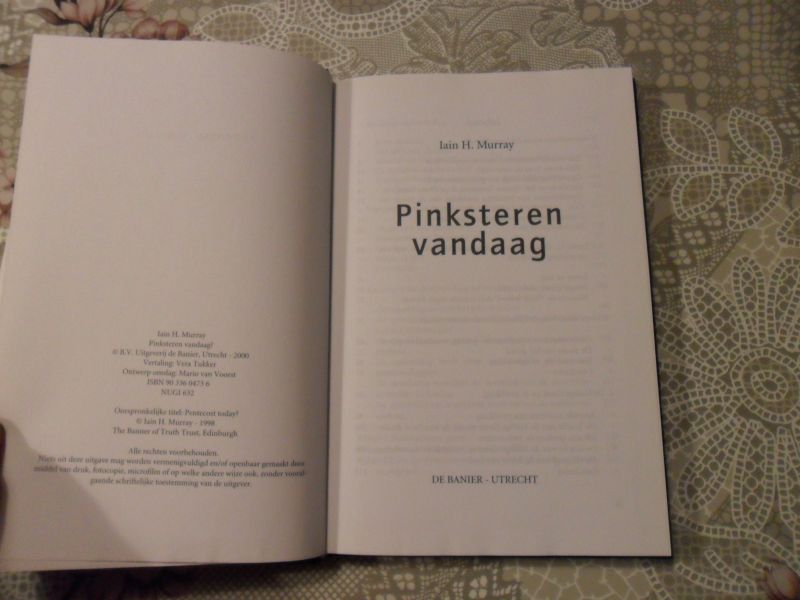 Iain H. Murray
Pinksteren vandaag!
© B.V. Uitgeverij de Banier, Utrecht - 2000
Vertaling: Vera Tukker
Ontwerp omslag: Mario van Voorst
ISBN 90 336 0473 6
NUGI 632
Oorspronkelijke titel: Pentecost today!
© Iain H. Murray - 1998
The Banner of Truth Trust, Edinburgh
Alle rechten voorbehouden.
Niets uit deze uitgave mag worden vermenigvuldigd en/of openbaar gemaakt door
middel van druk, fotocopie, microfilm of op welke andere wijze ook, zonder vooraf-
gaande schriftelijke toestemming van de uitgever.
Iain H. Murray
Pinksteren
vandaag
DE BANIER - UTRECHT